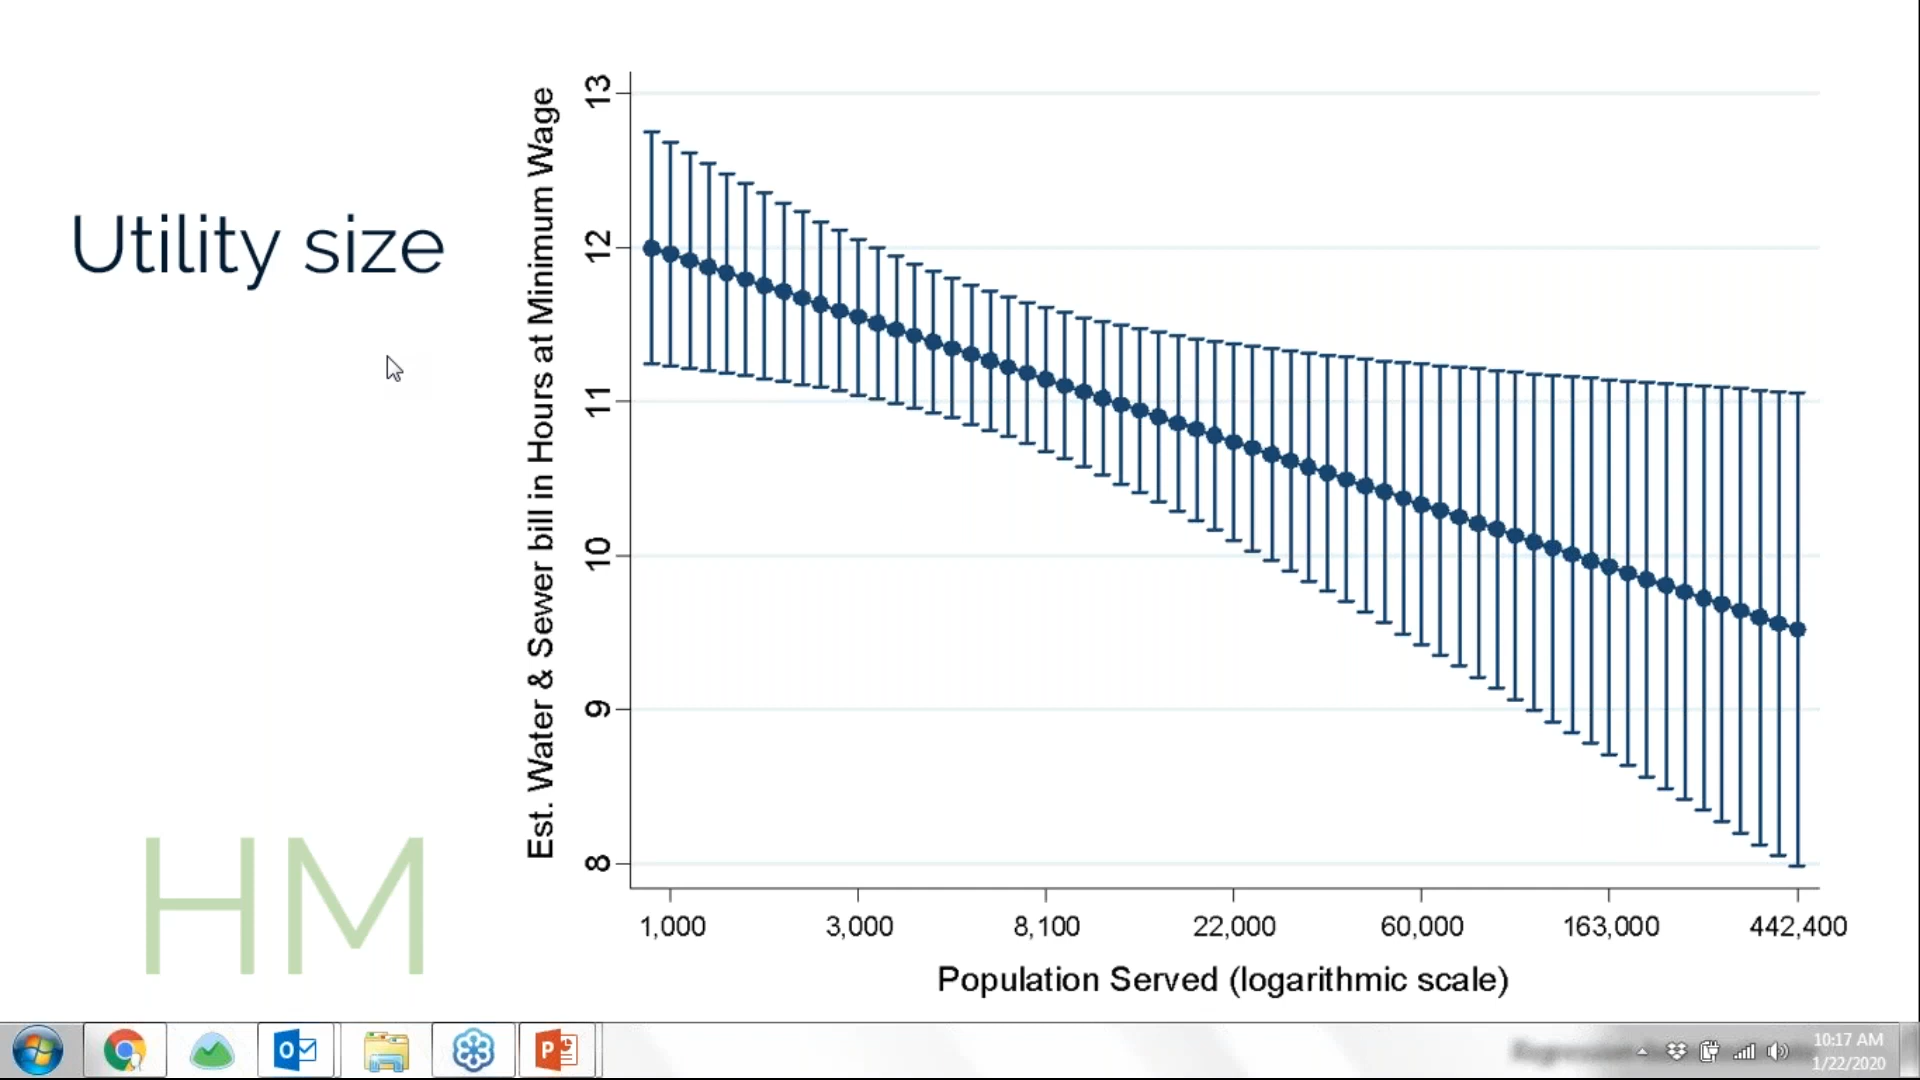 Utility size
HM
Est. Water & Sewer bill in Hours at Minimum Wage
13
12
11
10
9
8
1,000 3,000 8,100 22,000 60,000 163,000 442,400
Population Served (logarithmic scale)
10:17 AM
1/22/2020